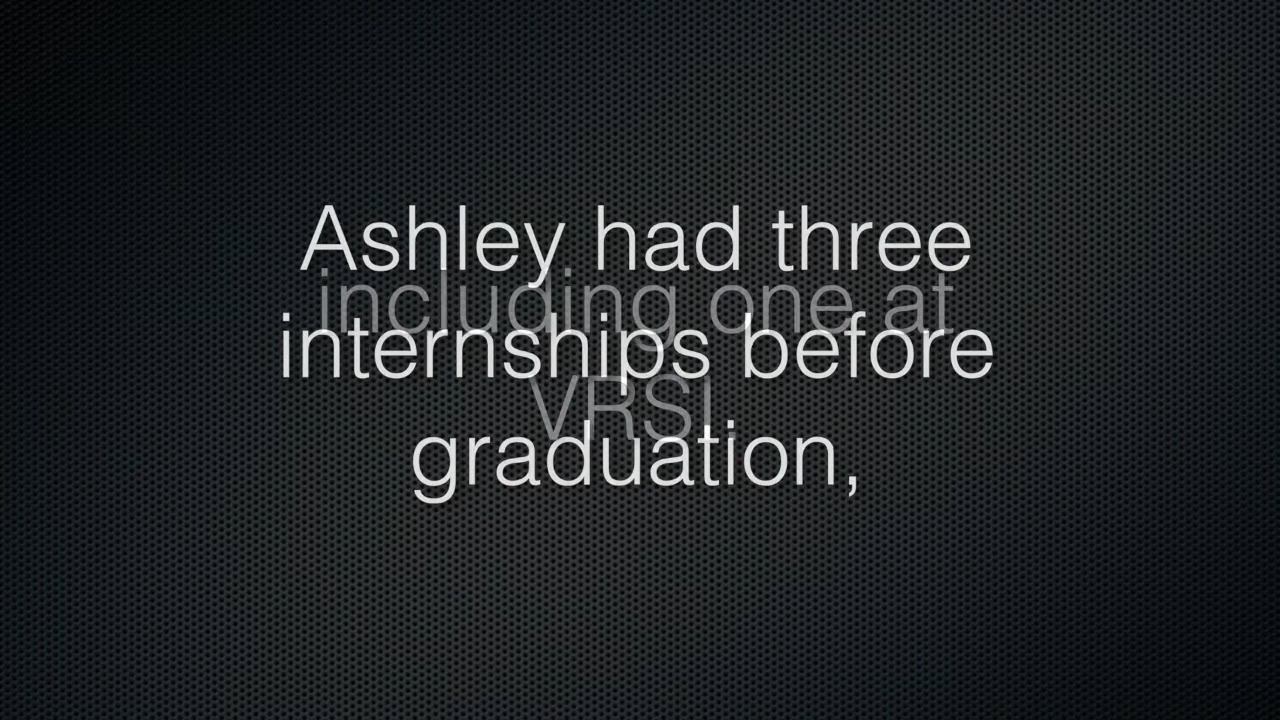 Ashley had three
internships before
graduation,
including one at
VRSI.